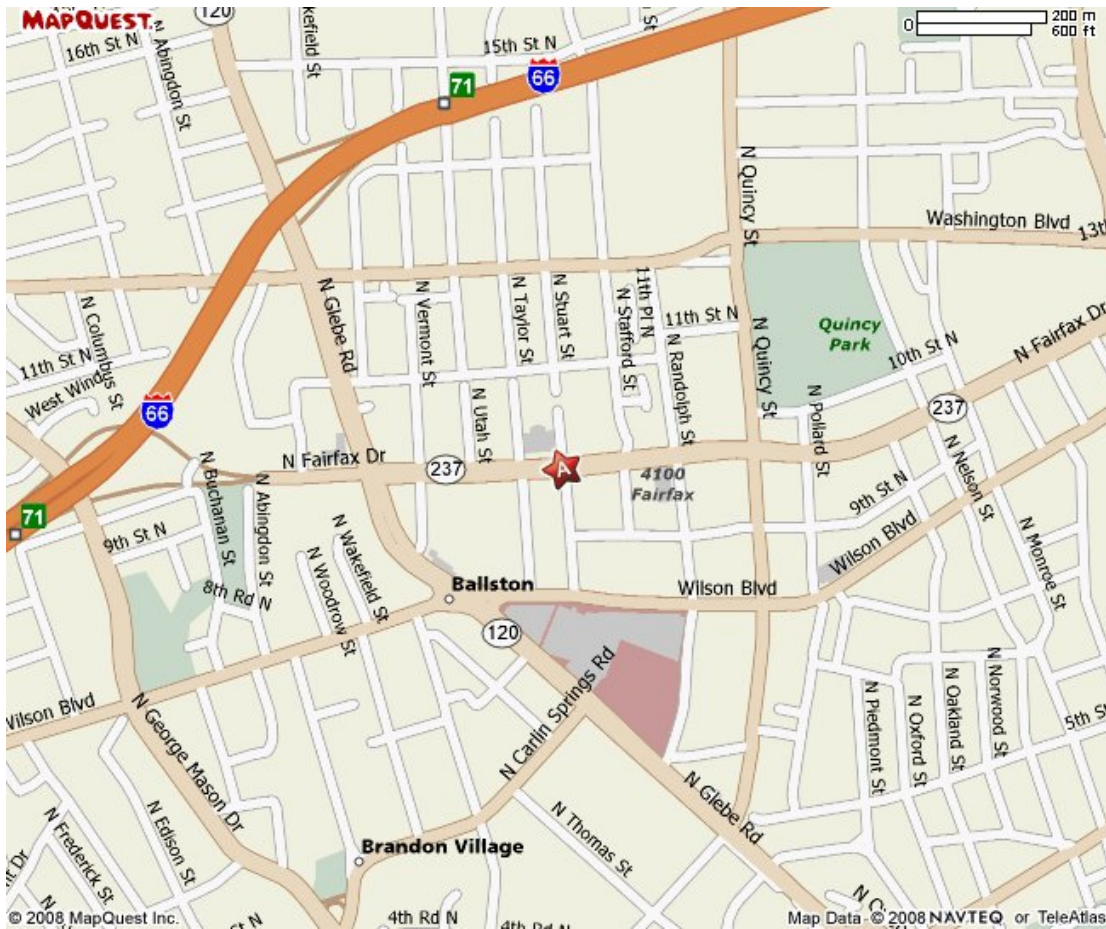 MAPQUEST.
120
200 m
0
600 ft
16th St N
N Abingdon St
N Wakefield St
15th St N
71
66
N Quincy St
Washington Blvd
13th
N Glebe Rd
N Vermont St
N Taylor St
N Stuart St
N Stafford St
11th Pl N
11th St N
N Randolph St
N Quincy St
Quincy
Park
10th St N
N Fairfax Dr
N Columbus St
11th St N
West Wind
66
N Utah St
N Pollard St
237
N Fairfax Dr
237
A
4100
Fairfax
N Nelson St
N Buchanan St
N Abingdon St
9th St N
71
9th St N
N Wakefield St
N Woodrow St
8th Rd N
Ballston
Wilson Blvd
Wilson Blvd
N Monroe St
120
N Carlin Springs Rd
N Piedmont St
N Oxford St
N Oakland St
N Norwood St
5th St
Wilson Blvd
N George Mason Dr
N Glebe Rd
N Edison St
N Frederick St
N Thomas St
Brandon Village
4th Rd N
4th Rd N
© 2008 MapQuest Inc.
Map Data © 2008 NAVTEQ or TeleAtlas